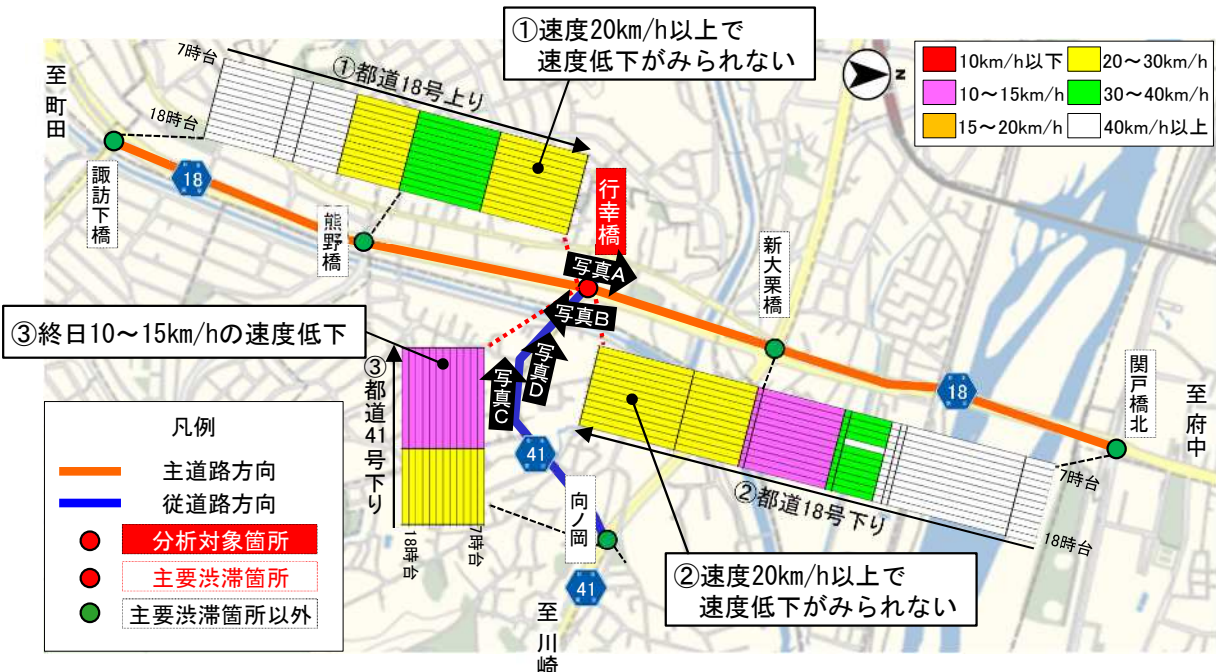 ①速度20km/h以上で
速度低下がみられない
10km/h以下
20～30km/h
10～15km/h
30～40km/h
15～20km/h
40km/h以上
N
至町田
7時台
18時台
①都道18号上り
諏訪下橋
18
熊野橋
行幸橋
写真A
写真B
新大栗橋
③終日10～15km/hの速度低下
③都道41号下り
写真C
写真D
18
関戸橋北
至府中
凡例
主道路方向
従道路方向
分析対象箇所
主要渋滞箇所
主要渋滞箇所以外
41
②都道18号下り
7時台
18時台
向ノ岡
18時台
7時台
41
②速度20km/h以上で
速度低下がみられない
至川崎